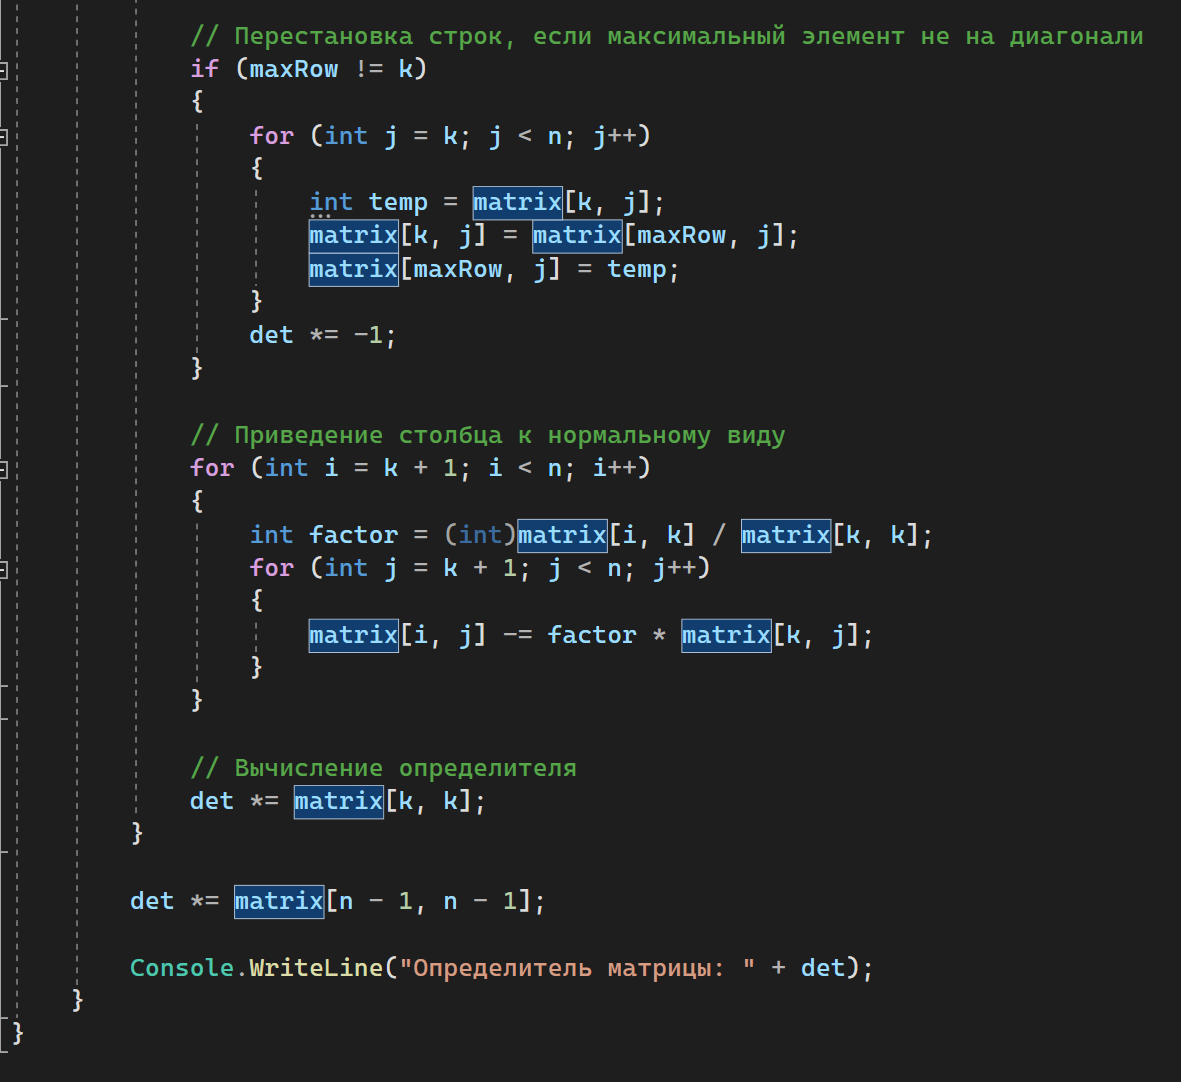 // Перестановка строк, если максимальный элемент не на диагонали
if (maxRow != k)
{
for (int j = k; j < n; j++)
{
int temp = matrix[k, j];
matrix[k, j] = matrix[maxRow, j];
matrix[maxRow, j] = temp;
}
det *= -1;
}
// Приведение столбца к нормальному виду
for (int i = k + 1; i < n; i++)
{
int factor = (int)matrix[i, k] / matrix[k, k];
for (int j = k + 1; j < n; j++)
{
matrix[i, j] -= factor * matrix[k, j];
}
}
// Вычисление определителя
det *= matrix[k, k];
}
det *= matrix[n - 1, n - 1];
Console.WriteLine("Определитель матрицы: " + det);
}
}